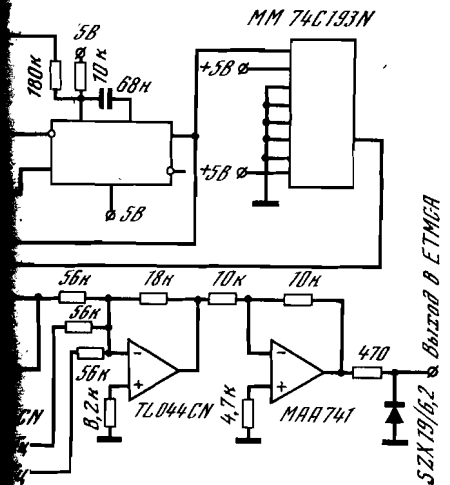 MM 74C193N
5В
180к
10к
68н
+5В
+5В
5В
56к
18к
10к
10к
56к
56к
470
8,2к
TL044CN
4,7к
MAA741
Выход в ЕТМСА
SZX19/6,2
CN